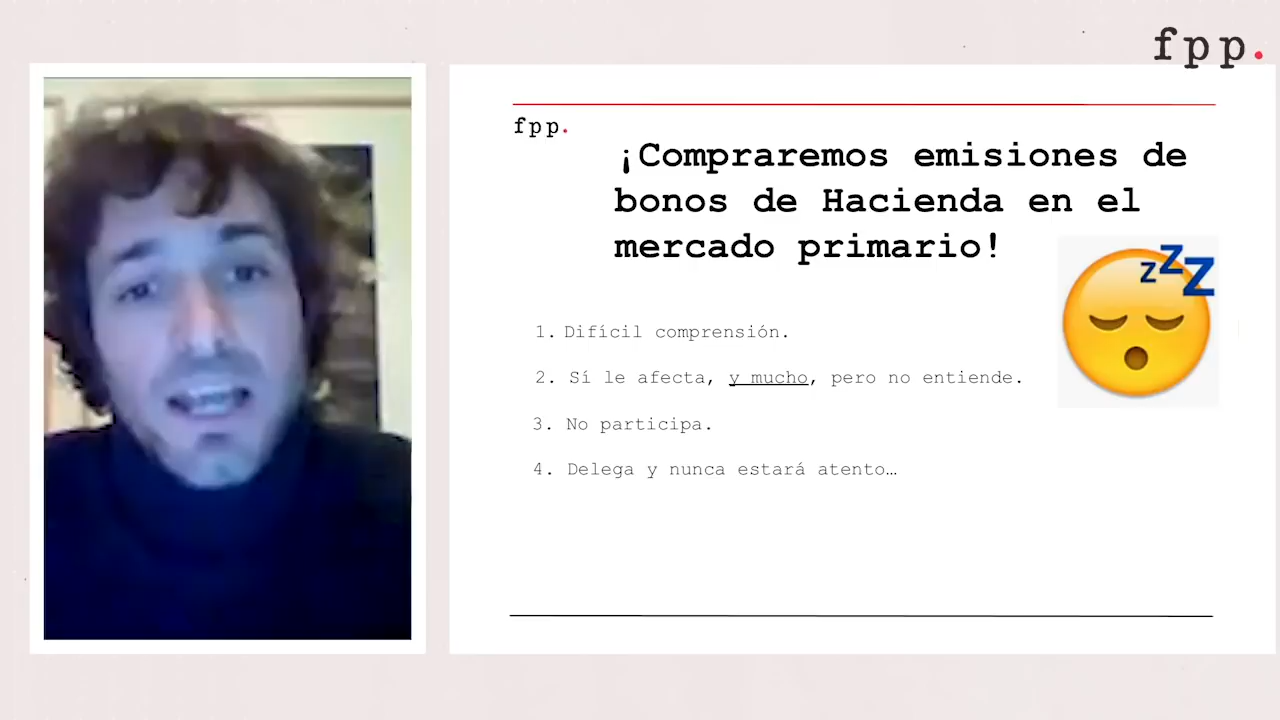 fpp.
fpp.
¡Compraremos emisiones de
bonos de Hacienda en el
mercado primario!
z z z
1. Difícil comprensión.
2. Sí le afecta, y mucho, pero no entiende.
3. No participa.
4. Delega y nunca estará atento…